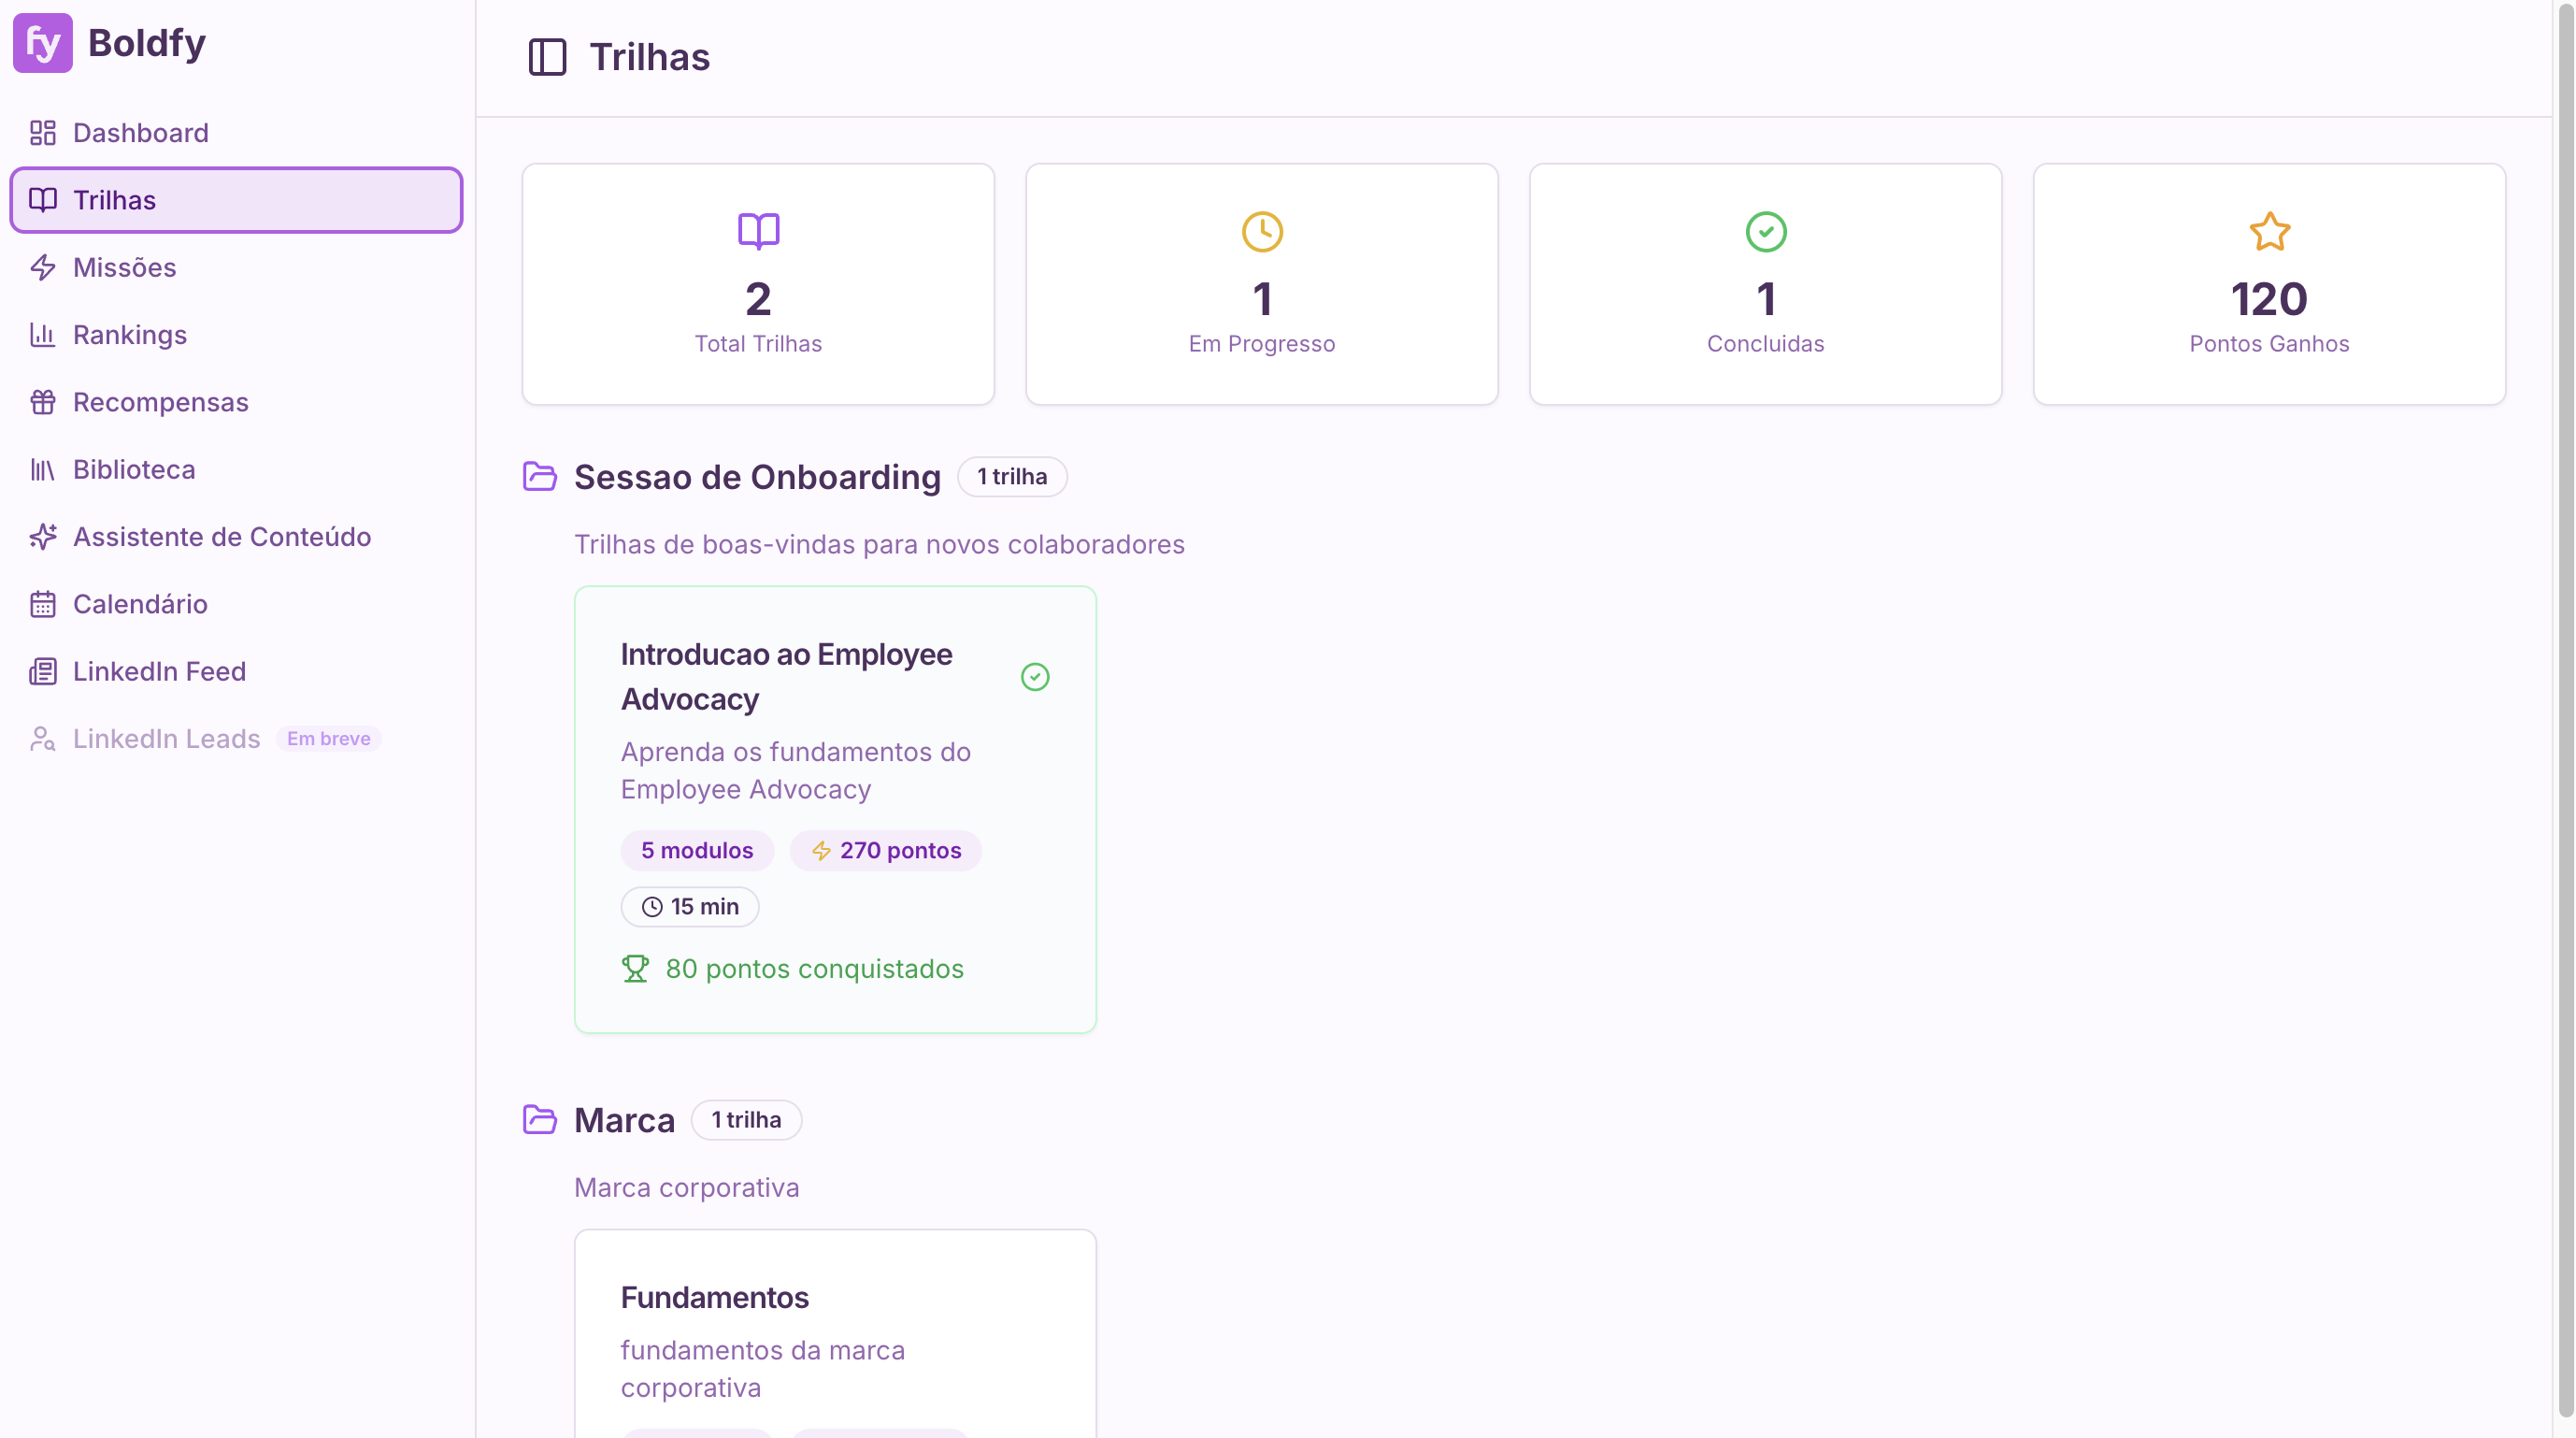 fy Boldfy
Dashboard
Trilhas
Missões
Rankings
Recompensas
Biblioteca
Assistente de Conteúdo
Calendário
LinkedIn Feed
LinkedIn Leads Em breve
Trilhas
2
Total Trilhas
1
Em Progresso
1
Concluidas
120
Pontos Ganhos
Sessao de Onboarding 1 trilha
Trilhas de boas-vindas para novos colaboradores
Introducao ao Employee
Advocacy
Aprenda os fundamentos do
Employee Advocacy
5 modulos 270 pontos
15 min
80 pontos conquistados
Marca 1 trilha
Marca corporativa
Fundamentos
fundamentos da marca
corporativa